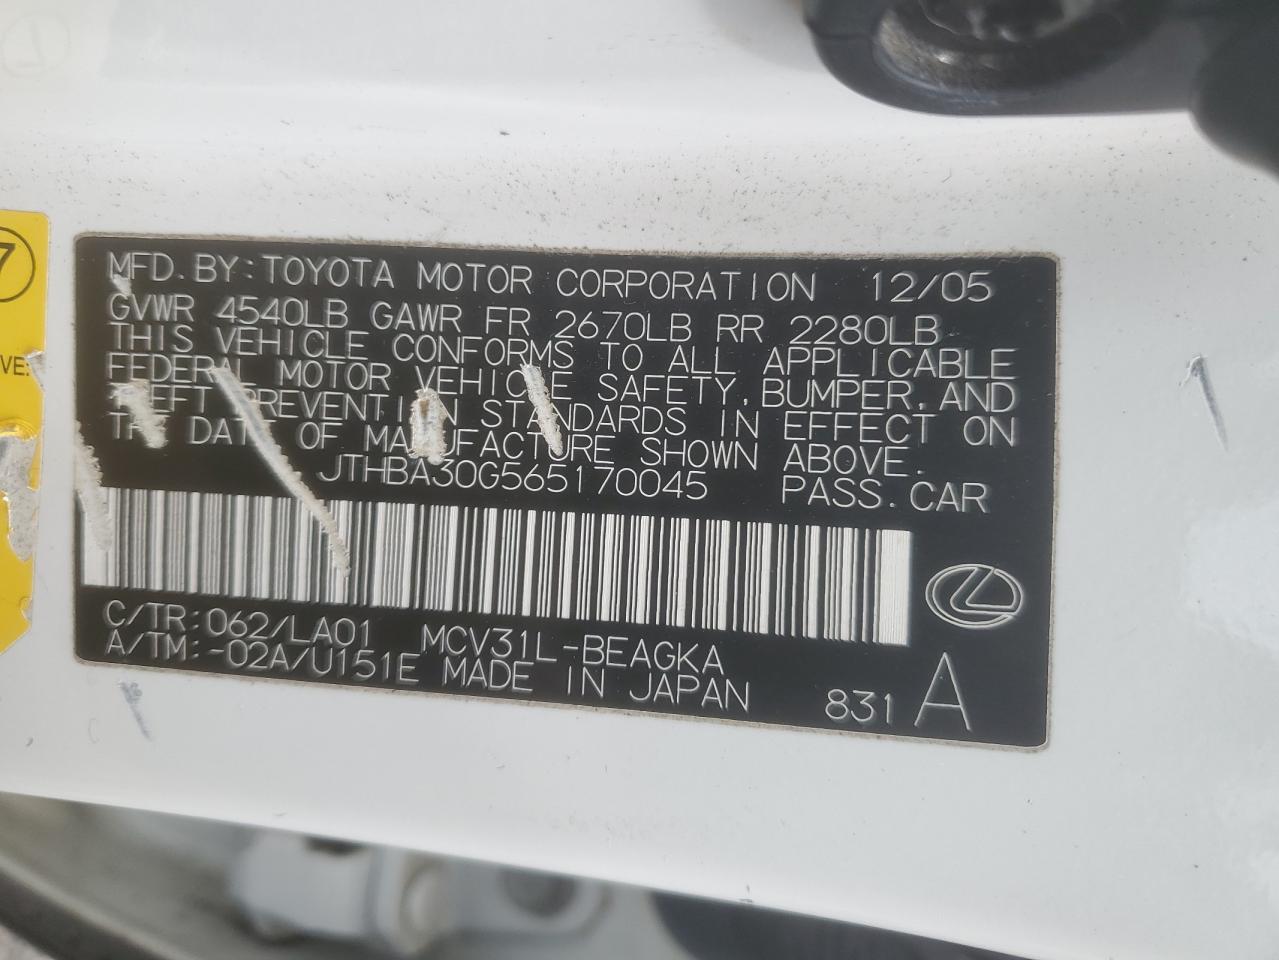 7
VE:
MFD. BY: TOYOTA MOTOR CORPORATION 12/05
GVWR 4540LB GAWR FR 2670LB RR 2280LB
THIS VEHICLE CONFORMS TO ALL APPLICABLE
FEDERAL MOTOR VEHICLE SAFETY, BUMPER, AND
THEFT PREVENTION STANDARDS IN EFFECT ON
THE DATE OF MANUFACTURE SHOWN ABOVE.
JTHBA30G565170045 PASS. CAR
C/TR: 062/LA01 MCV31L-BEAGKA
A/TM: -02A/U151E MADE IN JAPAN 831 A